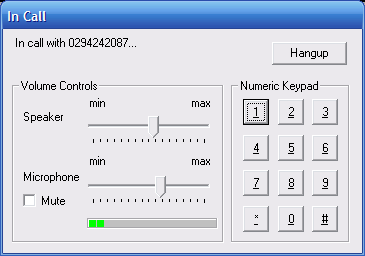 In Call
In call with 0294242087...
Hangup
Volume Controls
min max
Speaker
min max
Microphone
Mute
Numeric Keypad
1 2 3
4 5 6
7 8 9
* 0 #